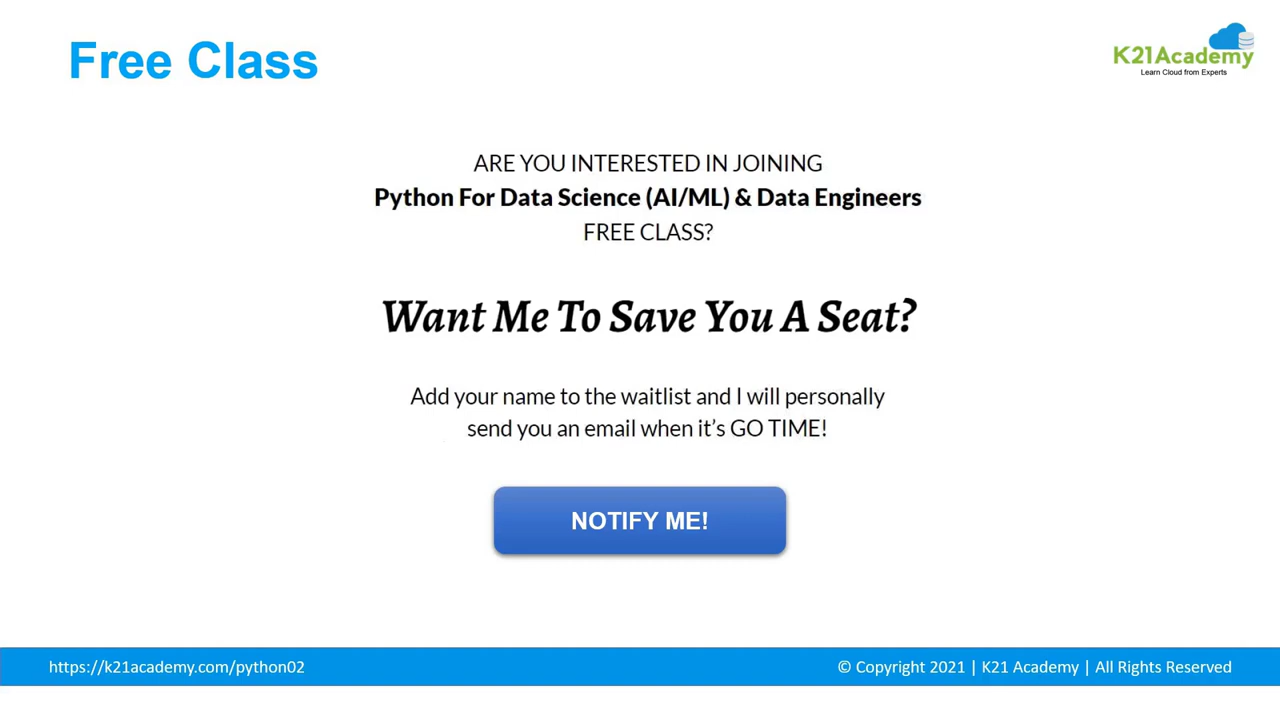 Free Class
K21Academy
Learn Cloud from Experts
ARE YOU INTERESTED IN JOINING
Python For Data Science (AI/ML) & Data Engineers
FREE CLASS?
Want Me To Save You A Seat?
Add your name to the waitlist and I will personally
send you an email when it’s GO TIME!
NOTIFY ME!
https://k21academy.com/python02
© Copyright 2021 | K21 Academy | All Rights Reserved